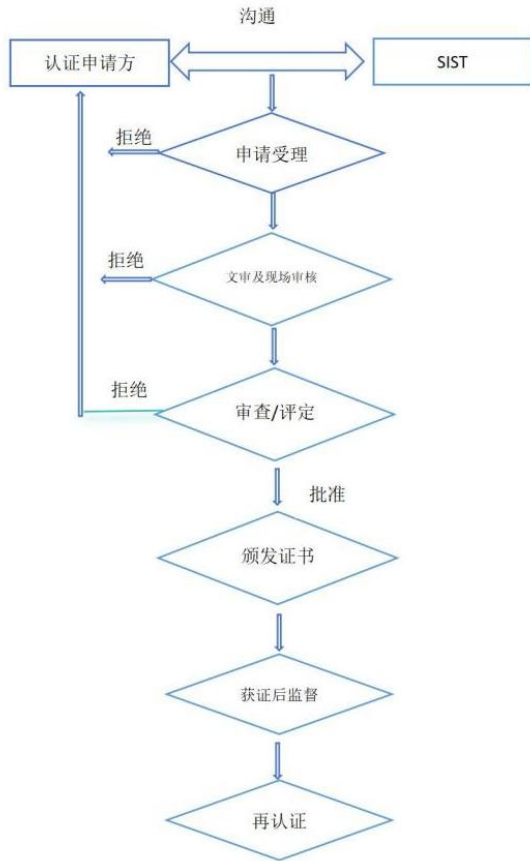 沟通
认证申请方
SIST
拒绝
申请受理
拒绝
文审及现场审核
拒绝
审查/评定
批准
颁发证书
获证后监督
再认证